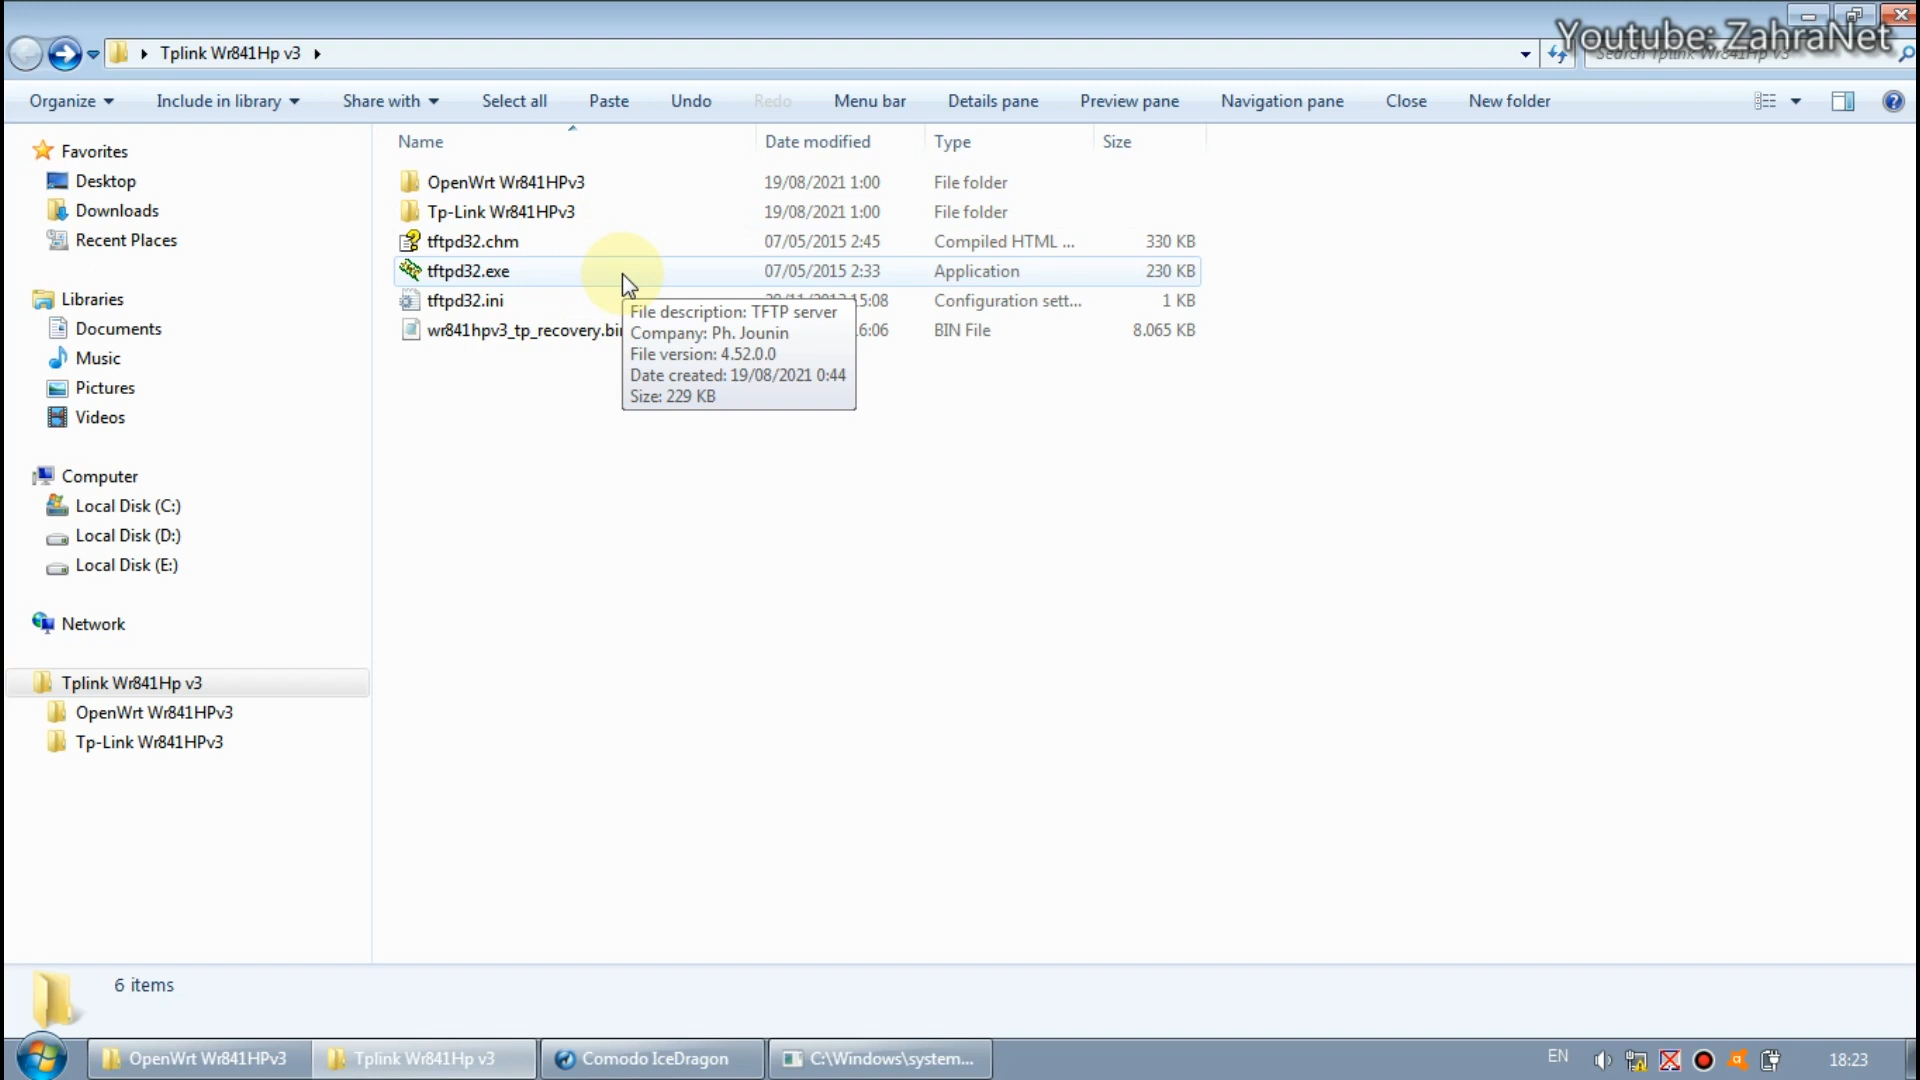 Youtube: ZahraNet
Tplink Wr841Hp v3
Search Tplink Wr841Hp v3
Organize
Include in library
Share with
Select all
Paste
Undo
Redo
Menu bar
Details pane
Preview pane
Navigation pane
Close
New folder
Favorites
Desktop
Downloads
Recent Places
Libraries
Documents
Music
Pictures
Videos
Computer
Local Disk (C:)
Local Disk (D:)
Local Disk (E:)
Network
Tplink Wr841Hp v3
OpenWrt Wr841HPv3
Tp-Link Wr841HPv3
Name Date modified Type Size
OpenWrt Wr841HPv3 19/08/2021 1:00 File folder
Tp-Link Wr841HPv3 19/08/2021 1:00 File folder
tftpd32.chm 07/05/2015 2:45 Compiled HTML ... 330 KB
tftpd32.exe 07/05/2015 2:33 Application 230 KB
tftpd32.ini 15:08 Configuration sett... 1 KB
wr841hpv3_tp_recovery.bin 6:06 BIN File 8.065 KB
File description: TFTP server
Company: Ph. Jounin
File version: 4.52.0.0
Date created: 19/08/2021 0:44
Size: 229 KB
6 items
OpenWrt Wr841HPv3
Tplink Wr841Hp v3
Comodo IceDragon
C:\Windows\system...
EN
18:23